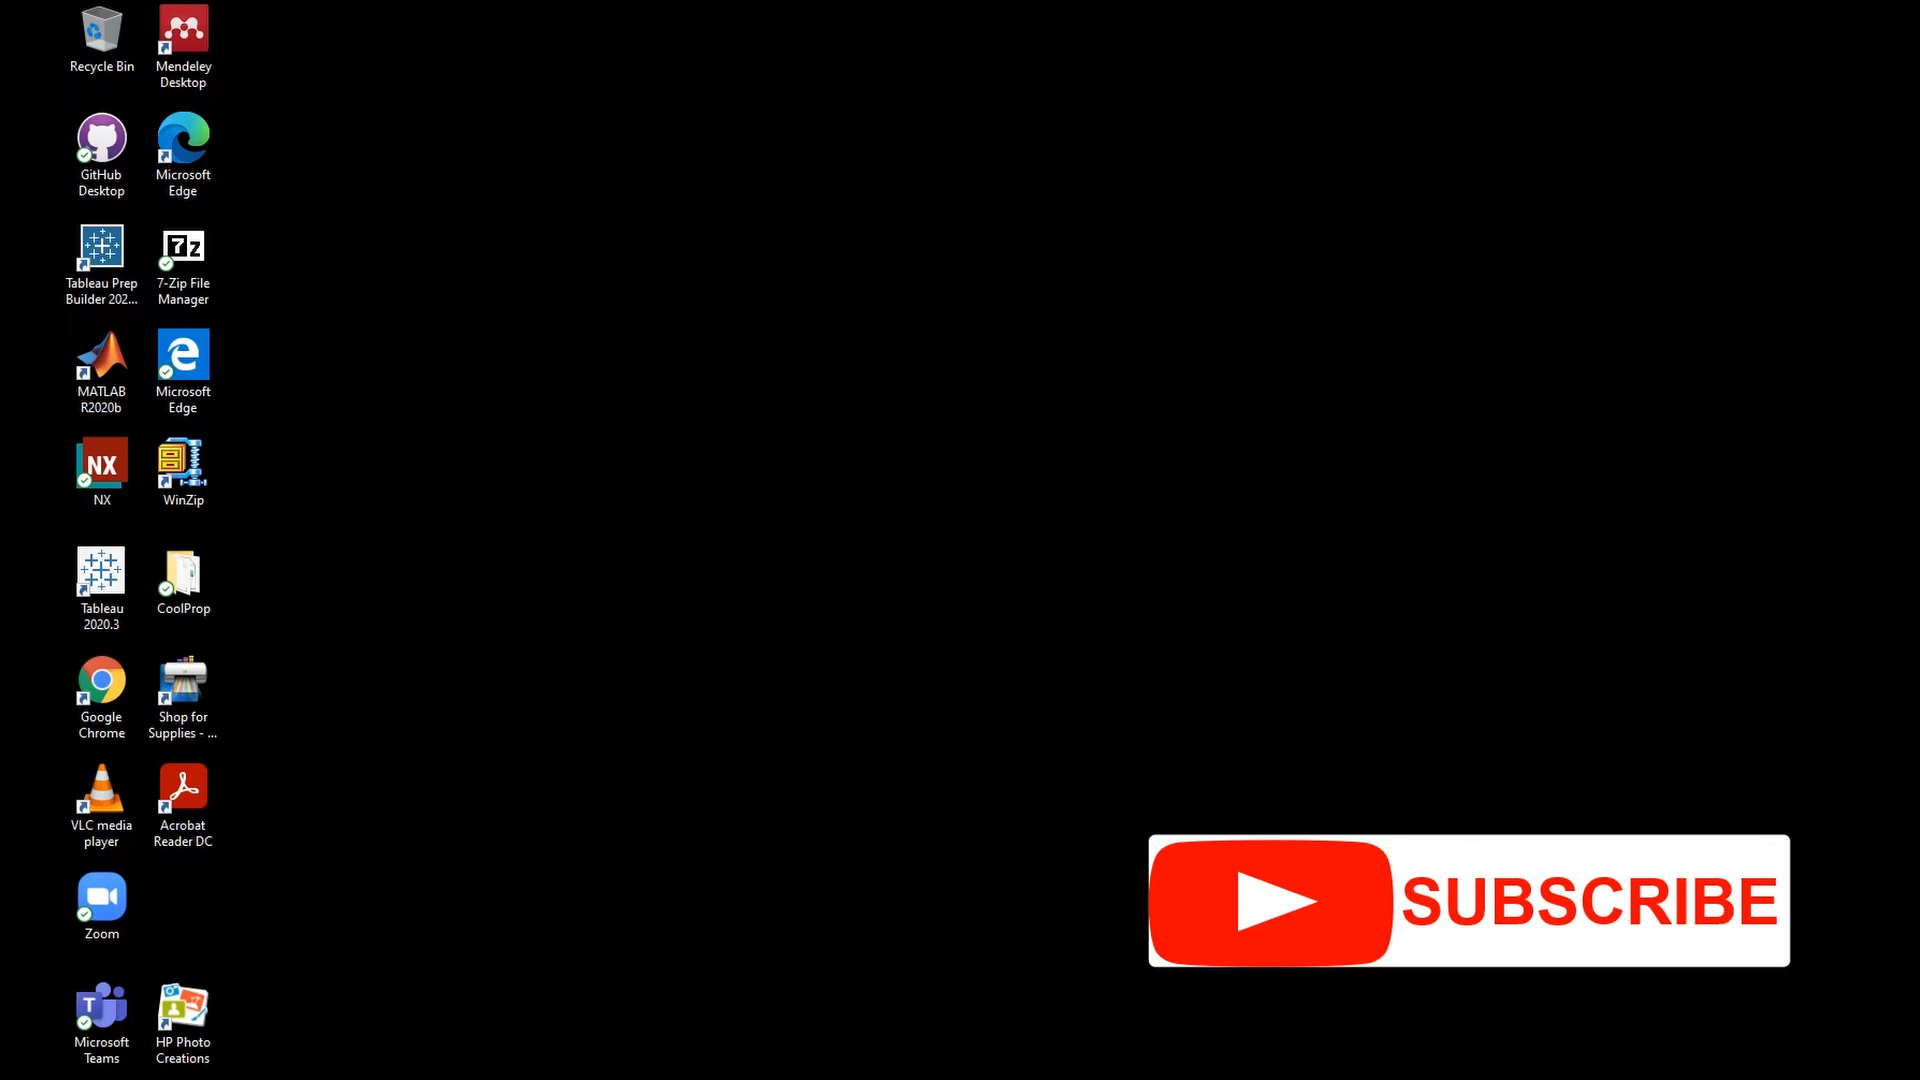 Recycle Bin
Mendeley
Desktop
GitHub
Desktop
Microsoft
Edge
Tableau Prep
Builder 202...
7z
7-Zip File
Manager
MATLAB
R2020b
Microsoft
Edge
NX
NX
WinZip
Tableau
2020.3
CoolProp
Google
Chrome
Shop for
Supplies - ...
VLC media
player
Acrobat
Reader DC
Zoom
SUBSCRIBE
T
Microsoft
Teams
HP Photo
Creations